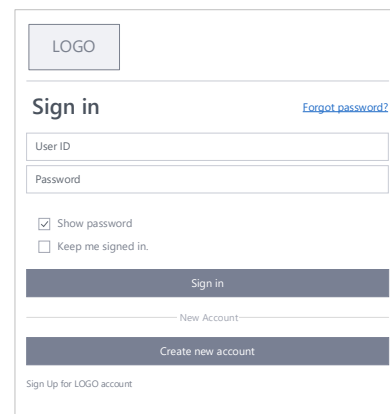 LOGO
Sign in
Forgot password?
User ID
Password
Show password
Keep me signed in.
Sign in
New Account
Create new account
Sign Up for LOGO account